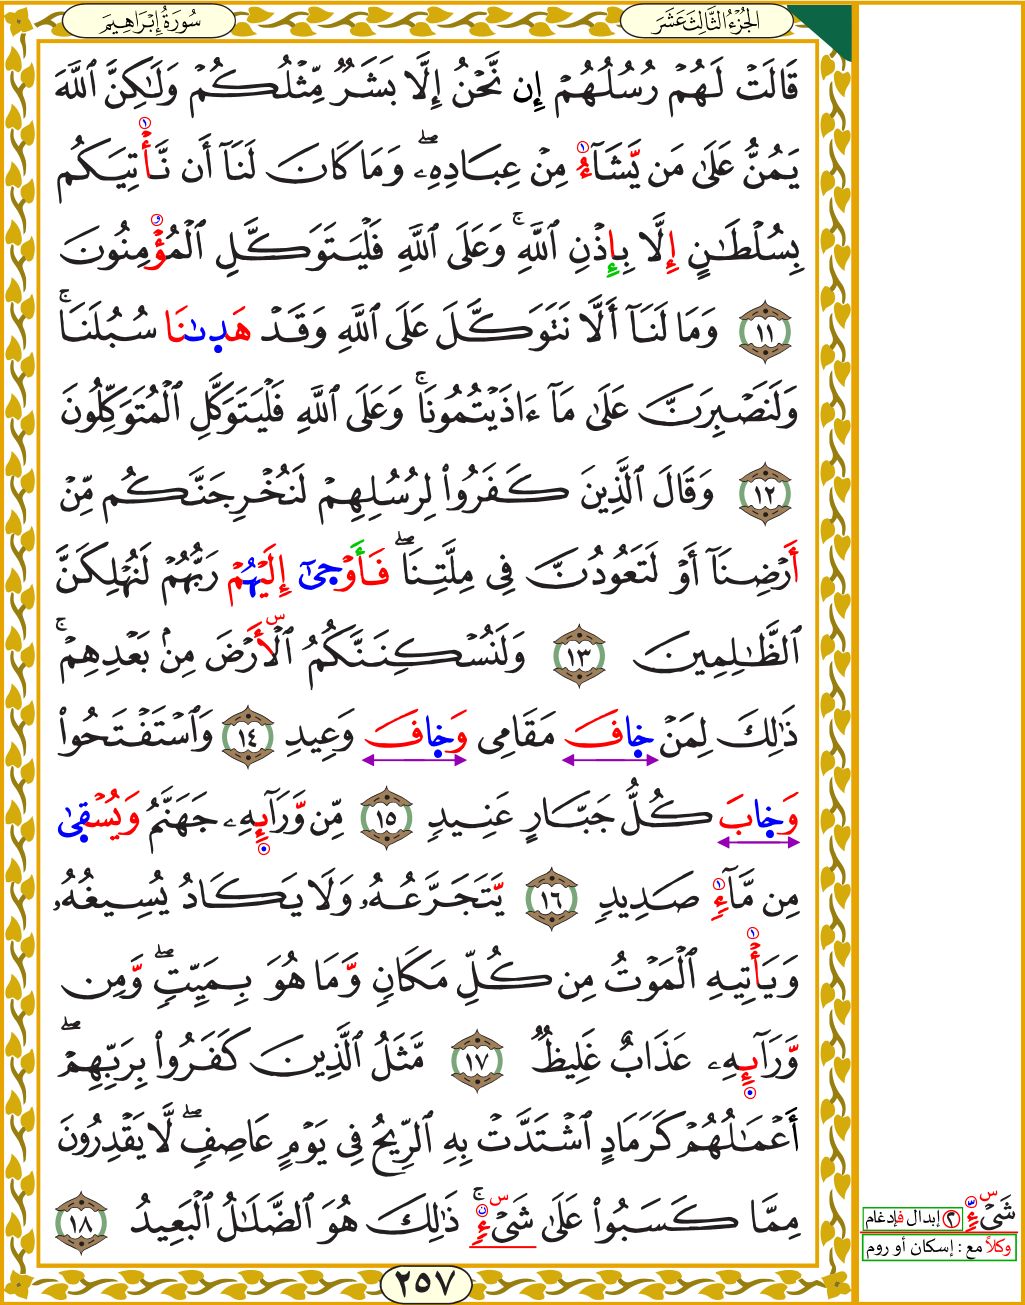 الجُزْءُ الثَّالِثَ عَشَرَ
سُورَةُ إِبْرَاهِيمَ
قَالَتْ لَهُمْ رُسُلُهُمْ إِن نَّحْنُ إِلَّا بَشَرٌ مِّثْلُكُمْ وَلَٰكِنَّ ٱللَّهَ
يَمُنُّ عَلَىٰ مَن يَّشَآءُ مِنْ عِبَادِهِۦۖ وَمَا كَانَ لَنَآ أَن نَّأْتِيَكُم
بِسُلْطَٰنٍ إِلَّا بِإِذْنِ ٱللَّهِۚ وَعَلَى ٱللَّهِ فَلْيَتَوَكَّلِ ٱلْمُؤْمِنُونَ
١١ وَمَا لَنَآ أَلَّا نَتَوَكَّلَ عَلَى ٱللَّهِ وَقَدْ هَدِىٰنَا سُبُلَنَاۚ
وَلَنَصْبِرَنَّ عَلَىٰ مَآ ءَاذَيْتُمُونَاۚ وَعَلَى ٱللَّهِ فَلْيَتَوَكَّلِ ٱلْمُتَوَكِّلُونَ
١٢ وَقَالَ ٱلَّذِينَ كَفَرُوا۟ لِرُسُلِهِمْ لَنُخْرِجَنَّكُم مِّنْ
أَرْضِنَآ أَوْ لَتَعُودُنَّ فِى مِلَّتِنَاۖ فَأَوْحِىٰٓ إِلَيْهُمْ رَبُّهُمْ لَنُهْلِكَنَّ
ٱلظَّٰلِمِينَ ١٣ وَلَنُسْكِنَنَّكُمُ ٱلْأَرْضَ مِنۢ بَعْدِهِمْۚ
ذَٰلِكَ لِمَنْ خَافَ مَقَامِى وَخَافَ وَعِيدِ ١٤ وَٱسْتَفْتَحُوا۟
وَخَابَ كُلُّ جَبَّارٍ عَنِيدٍ ١٥ مِّن وَّرَآئِهِۦ جَهَنَّمُ وَيُسْقِىٰ
مِن مَّآءٍ صَدِيدٍ ١٦ يَّتَجَرَّعُهُۥ وَلَا يَكَادُ يُسِيغُهُۥ
وَيَأْتِيهِ ٱلْمَوْتُ مِن كُلِّ مَكَانٍ وَّمَا هُوَ بِمَيِّتٍۖ وَّمِن
وَّرَآئِهِۦ عَذَابٌ غَلِيظٌ ١٧ مَّثَلُ ٱلَّذِينَ كَفَرُوا۟ بِرَبِّهِمْۖ
أَعْمَٰلُهُمْ كَرَمَادٍ ٱشْتَدَّتْ بِهِ ٱلرِّيحُ فِى يَوْمٍ عَاصِفٍۖ لَّا يَقْدِرُونَ
مِمَّا كَسَبُوا۟ عَلَىٰ شَىْءٍۚ ذَٰلِكَ هُوَ ٱلضَّلَٰلُ ٱلْبَعِيدُ ١٨
شَىْءٍ ٢ إبدال فإدغام
وكلاً مع : إسكان أو روم
٢٥٧